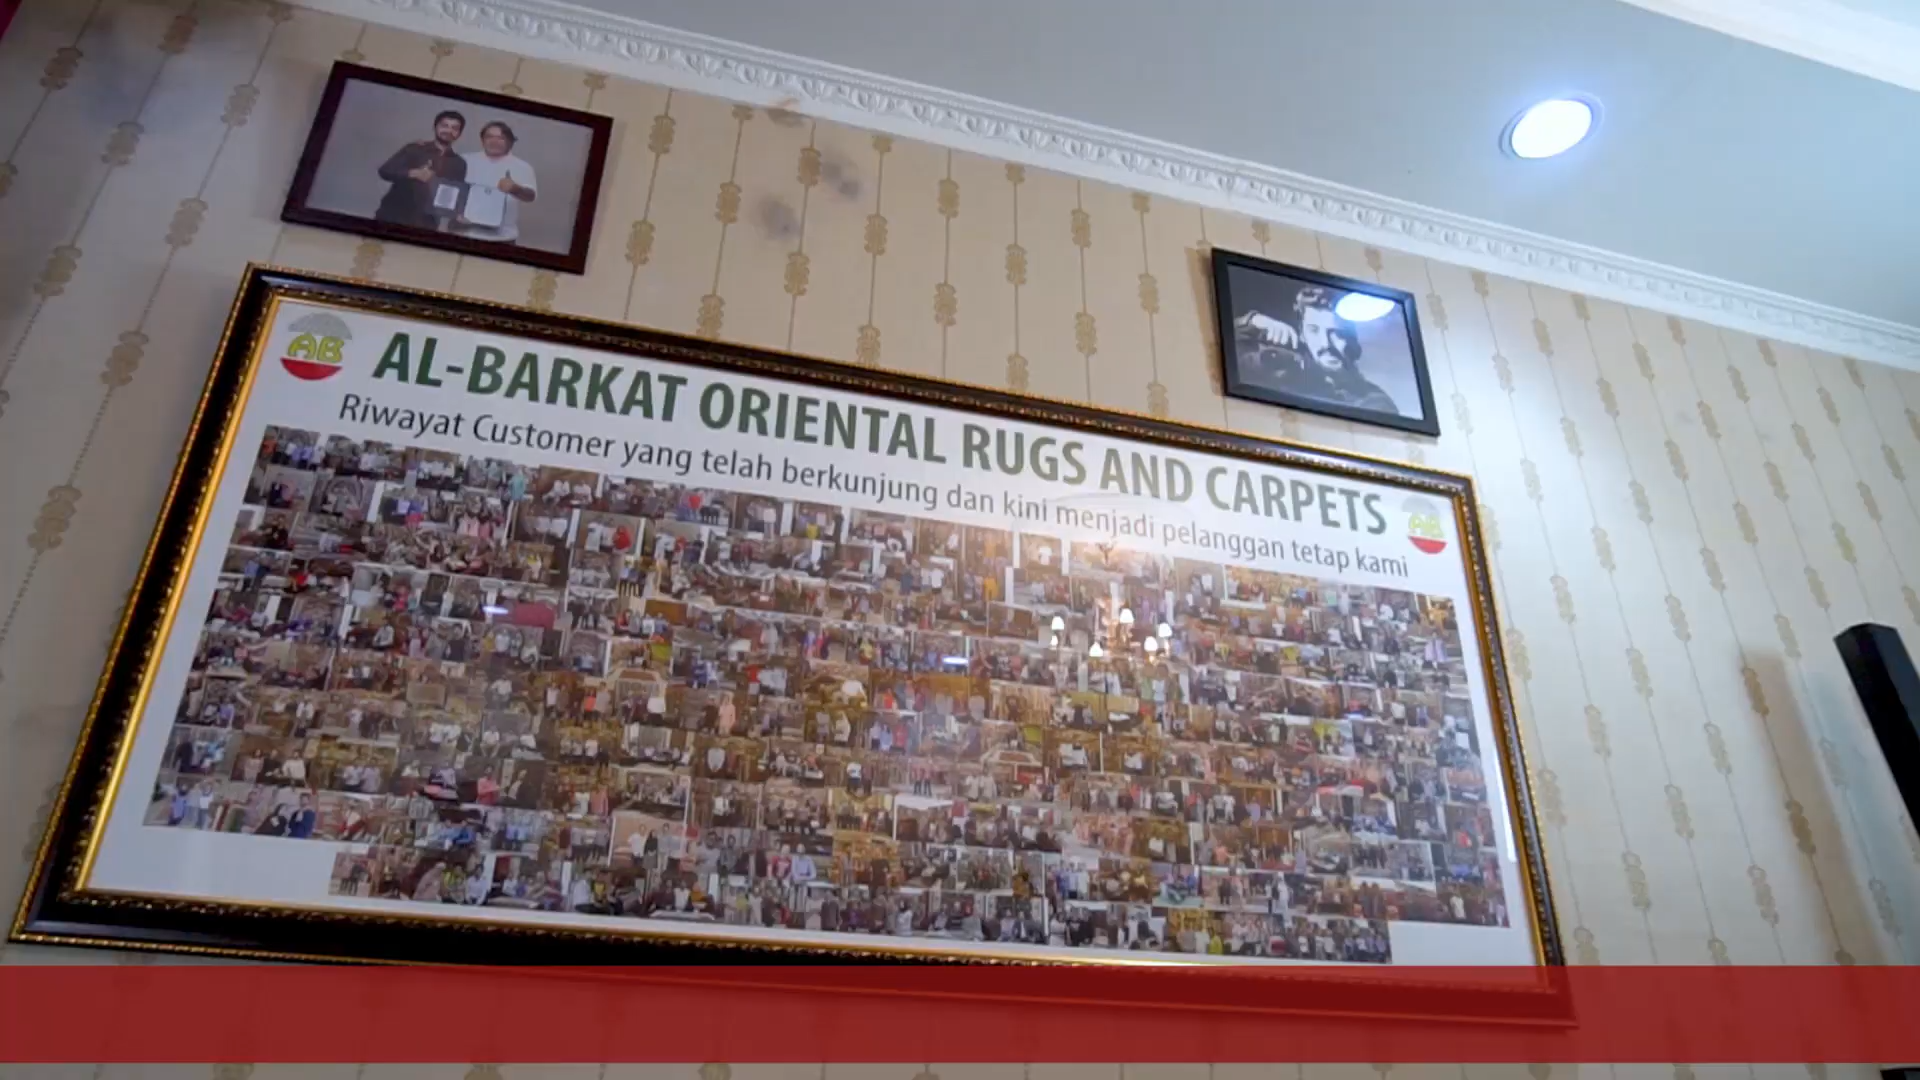 AB
AL-BARKAT ORIENTAL RUGS AND CARPETS
Riwayat Customer yang telah berkunjung dan kini menjadi pelanggan tetap kami
AB